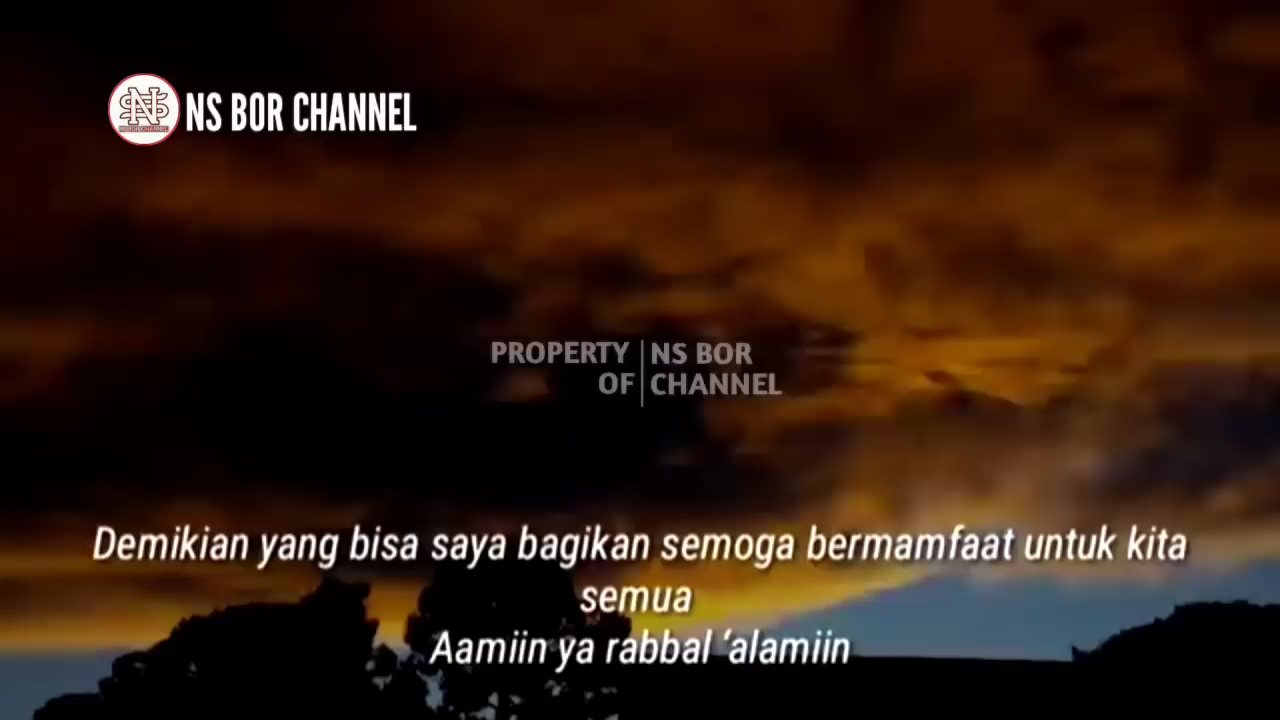 NS BOR CHANNEL
PROPERTY OF
NS BOR CHANNEL
Demikian yang bisa saya bagikan semoga bermamfaat untuk kita
semua
Aamiin ya rabbal ‘alamiin